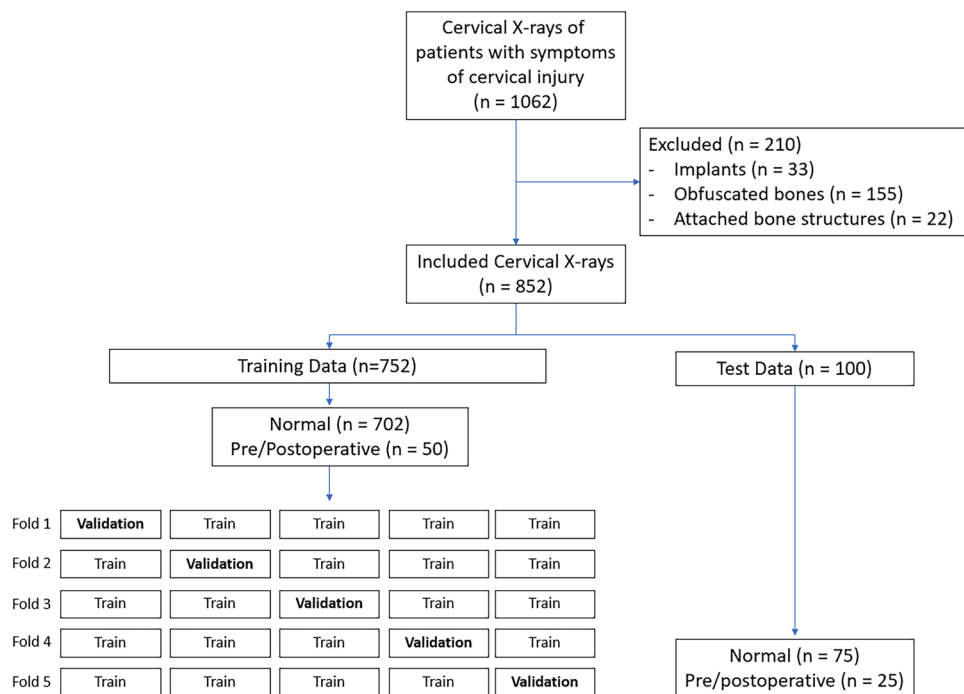 Cervical X-rays of
patients with symptoms
of cervical injury
(n = 1062)
Excluded (n = 210)
- Implants (n = 33)
- Obfuscated bones (n = 155)
- Attached bone structures (n = 22)
Included Cervical X-rays
(n = 852)
Training Data (n=752)
Test Data (n = 100)
Normal (n = 702)
Pre/Postoperative (n = 50)
Fold 1 Validation Train Train Train Train
Fold 2 Train Validation Train Train Train
Fold 3 Train Train Validation Train Train
Fold 4 Train Train Train Validation Train
Fold 5 Train Train Train Train Validation
Normal (n = 75)
Pre/postoperative (n = 25)